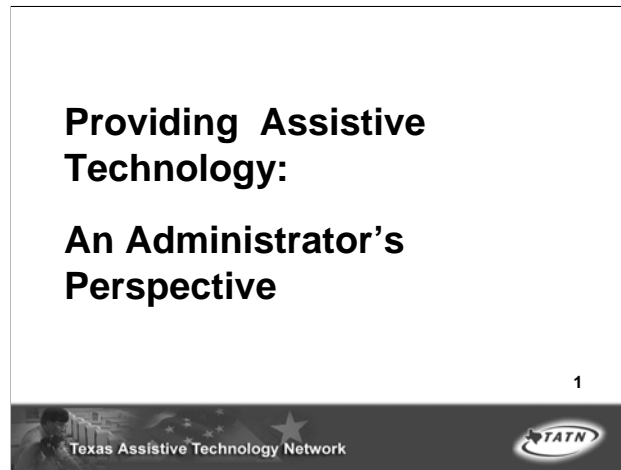 Providing Assistive
Technology:
An Administrator’s
Perspective
1
Texas Assistive Technology Network
TATN